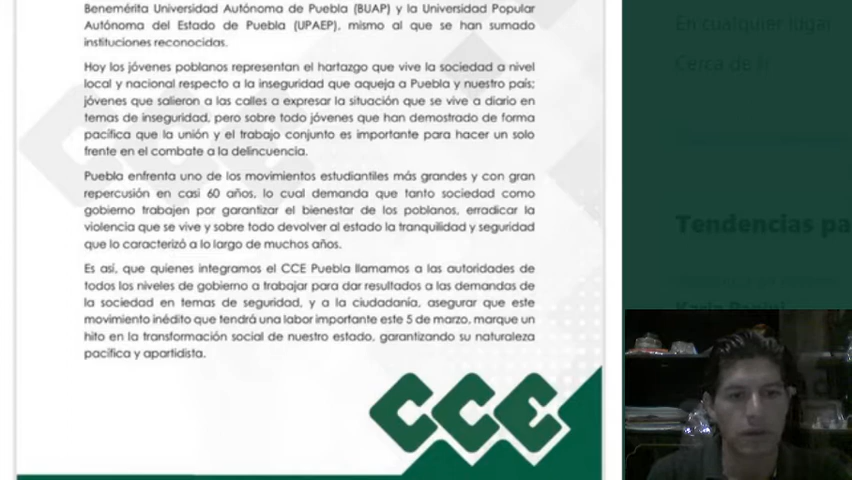 Benemérita Universidad Autónoma de Puebla (BUAP) y la Universidad Popular
Autónoma del Estado de Puebla (UPAEP), mismo al que se han sumado
instituciones reconocidas.
Hoy los jóvenes poblanos representan el hartazgo que vive la sociedad a nivel
local y nacional respecto a la inseguridad que aqueja a Puebla y nuestro país;
jóvenes que salieron a las calles a expresar la situación que se vive a diario en
temas de inseguridad, pero sobre todo jóvenes que han demostrado de forma
pacífica que la unión y el trabajo conjunto es importante para hacer un solo
frente en el combate a la delincuencia.
Puebla enfrenta uno de los movimientos estudiantiles más grandes y con gran
repercusión en casi 60 años, lo cual demanda que tanto sociedad como
gobierno trabajen por garantizar el bienestar de los poblanos, erradicar la
violencia que se vive y sobre todo devolver al estado la tranquilidad y seguridad
que lo caracterizó a lo largo de muchos años.
Es así, que quienes integramos el CCE Puebla llamamos a las autoridades de
todos los niveles de gobierno a trabajar para dar resultados a las demandas de
la sociedad en temas de seguridad, y a la ciudadanía, asegurar que este
movimiento inédito que tendrá una labor importante este 5 de marzo, marque un
hito en la transformación social de nuestro estado, garantizando su naturaleza
pacífica y apartidista.
CCE
En cualquier lugar
Cerca de
Tendencias pa